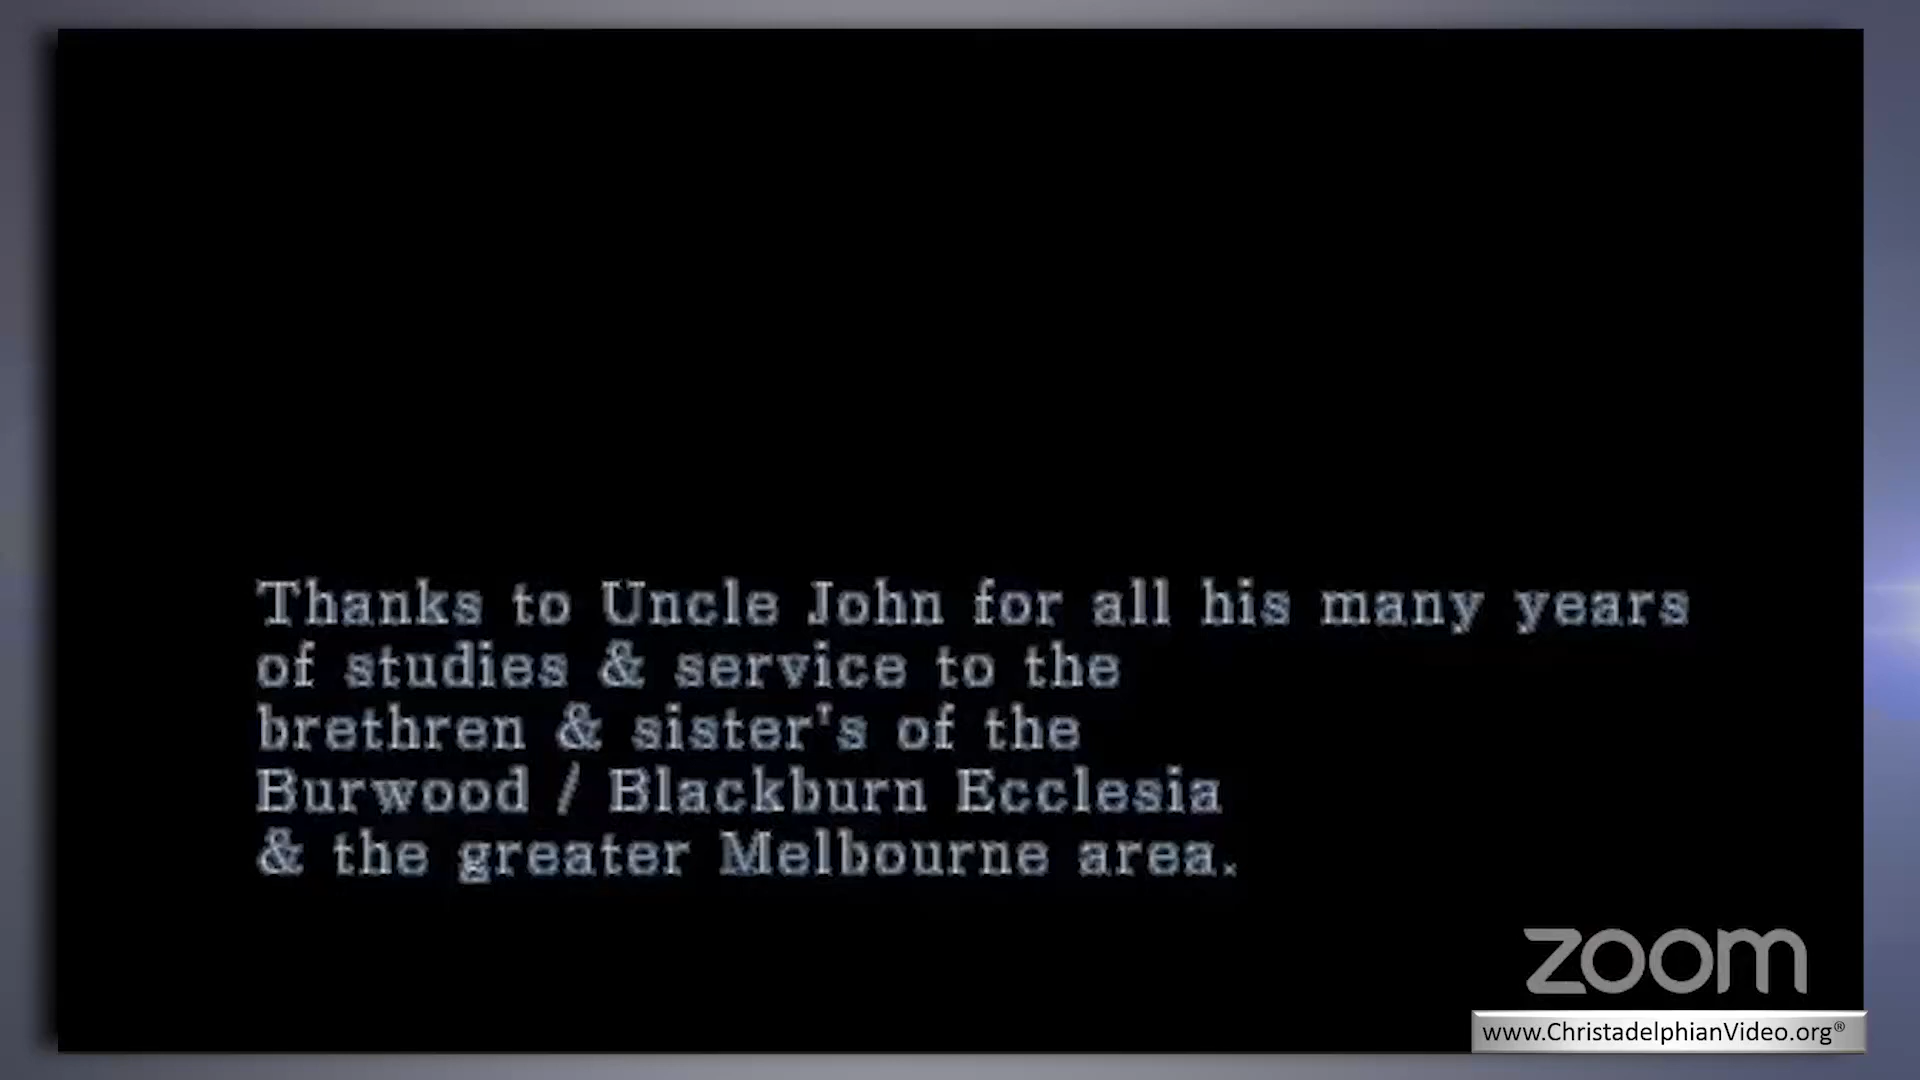 Thanks to Uncle John for all his many years
of studies & service to the
brethren & sister's of the
Burwood / Blackburn Ecclesia
& the greater Melbourne area.
zoom
www.ChristadelphianVideo.org®